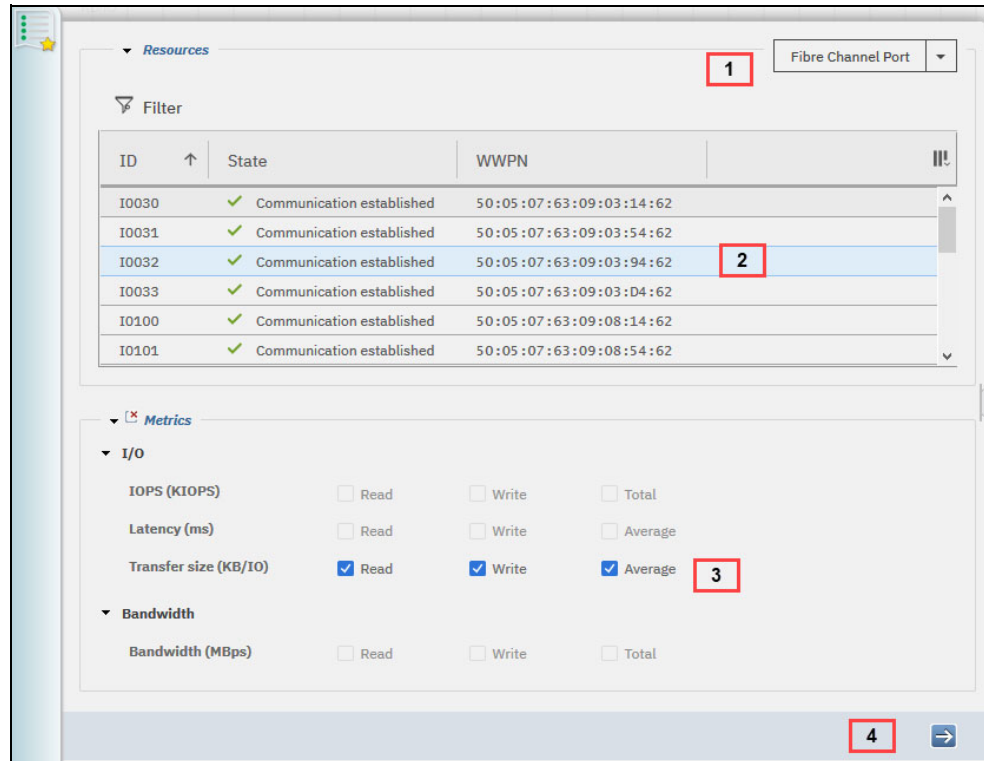 Resources
1
Fibre Channel Port
Filter
ID State WWPN
I0030 Communication established 50:05:07:63:09:03:14:62
I0031 Communication established 50:05:07:63:09:03:54:62
I0032 Communication established 50:05:07:63:09:03:94:62 2
I0033 Communication established 50:05:07:63:09:03:D4:62
I0100 Communication established 50:05:07:63:09:08:14:62
I0101 Communication established 50:05:07:63:09:08:54:62
Metrics
I/O
IOPS (KIOPS) Read Write Total
Latency (ms) Read Write Average
Transfer size (KB/IO) Read Write Average 3
Bandwidth
Bandwidth (MBps) Read Write Total
4